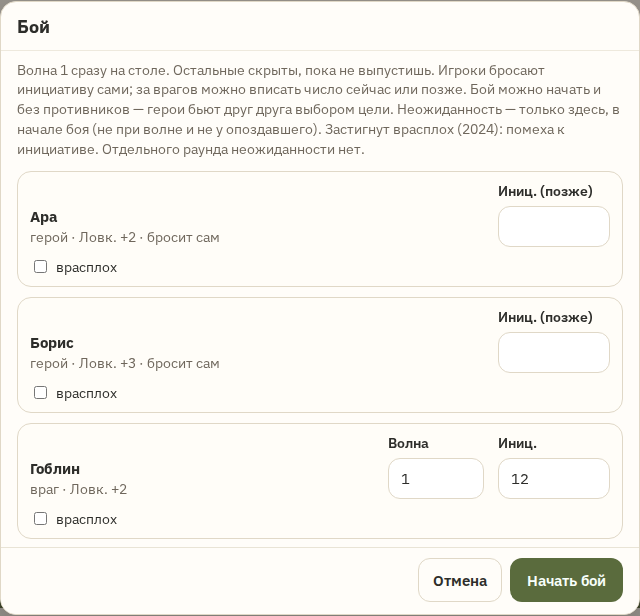 Бой
Волна 1 сразу на столе. Остальные скрыты, пока не выпустишь. Игроки бросают
инициативу сами; за врагов можно вписать число сейчас или позже. Бой можно начать и
без противников — герои бьют друг друга выбором цели. Неожиданность — только здесь, в
начале боя (не при волне и не у опоздавшего). Застигнут врасплох (2024): помеха к
инициативе. Отдельного раунда неожиданности нет.
Иниц. (позже)
Ара
герой · Ловк. +2 · бросит сам
врасплох
Иниц. (позже)
Борис
герой · Ловк. +3 · бросит сам
врасплох
Волна Иниц.
Гоблин
1 12
враг · Ловк. +2
врасплох
Отмена Начать бой